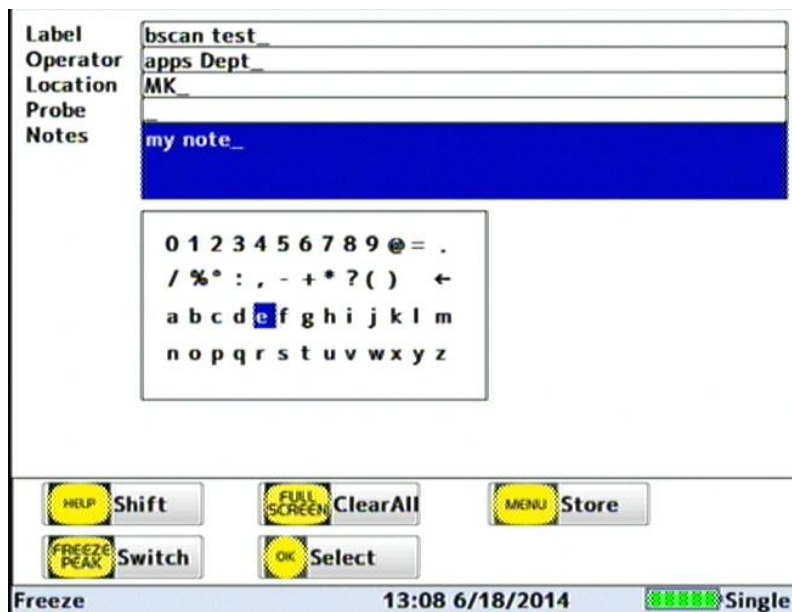 Label bscan test_
Operator apps Dept_
Location MK_
Probe _
Notes my note_
0 1 2 3 4 5 6 7 8 9 @ = .
/ % ° : , - + * ? ( ) ←
a b c d e f g h i j k l m
n o p q r s t u v w x y z
HELP Shift FULL SCREEN ClearAll MENU Store
FREEZE PEAK Switch OK Select
Freeze 13:08 6/18/2014 Single